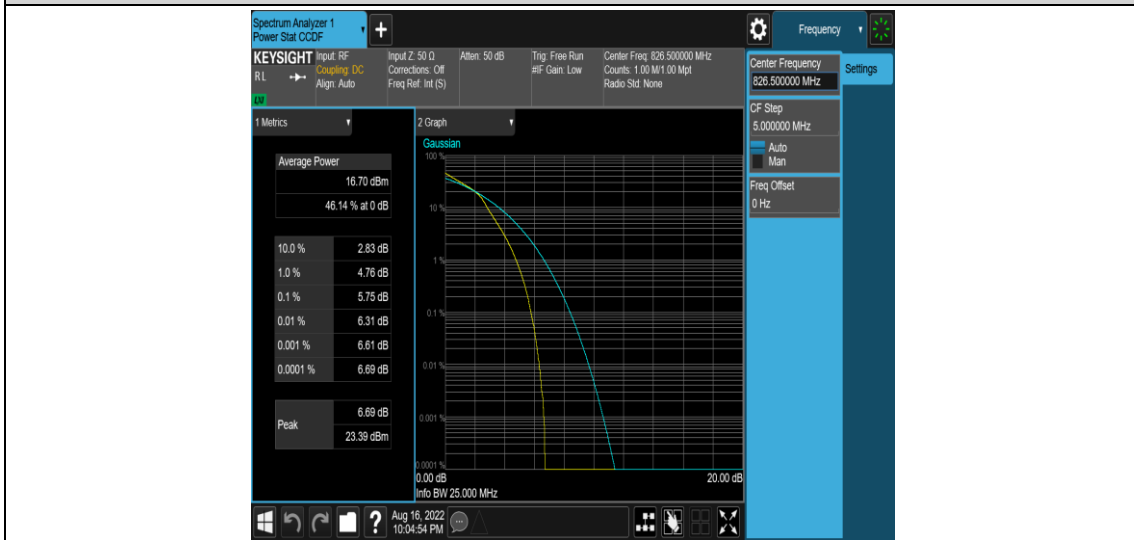 Spectrum Analyzer 1
Power Stat CCDF
+
Frequency
KEYSIGHT
RL
LXI
Input: RF
Coupling: DC
Align: Auto
Input Z: 50 Ω
Corrections: Off
Freq Ref: Int (S)
Atten: 50 dB
Trig: Free Run
#IF Gain: Low
Center Freq: 826.500000 MHz
Counts: 1.00 M/1.00 Mpt
Radio Std: None
Center Frequency
826.500000 MHz
Settings
CF Step
5.000000 MHz
Auto
Man
Freq Offset
0 Hz
1 Metrics
Average Power
16.70 dBm
46.14 % at 0 dB
10.0 % 2.83 dB
1.0 % 4.76 dB
0.1 % 5.75 dB
0.01 % 6.31 dB
0.001 % 6.61 dB
0.0001 % 6.69 dB
Peak
6.69 dB
23.39 dBm
2 Graph
Gaussian
100 %
10 %
1 %
0.1 %
0.01 %
0.001 %
0.0001 %
0.00 dB
20.00 dB
Info BW 25.000 MHz
?
Aug 16, 2022
10:04:54 PM